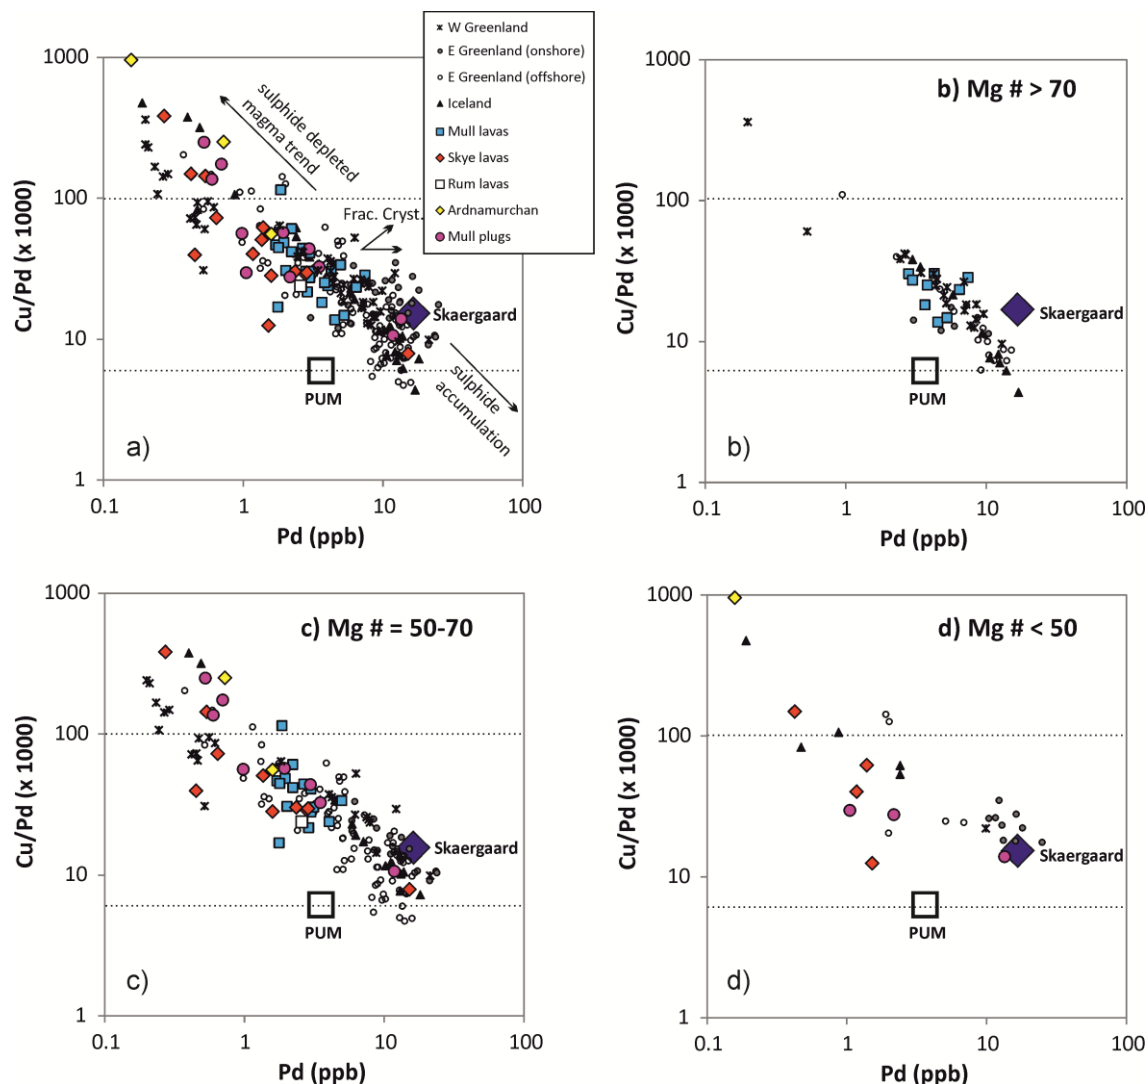 W Greenland
E Greenland (onshore)
E Greenland (offshore)
Iceland
Mull lavas
Skye lavas
Rum lavas
Ardnamurchan
Mull plugs
1000
100
10
1
Cu/Pd (x 1000)
sulphide depleted
magma trend
Frac. Cryst.
Skaergaard
PUM
sulphide
accumulation
a)
0.1
1
10
100
Pd (ppb)
b) Mg # > 70
1000
100
10
1
Cu/Pd (x 1000)
Skaergaard
PUM
b)
0.1
1
10
100
Pd (ppb)
c) Mg # = 50-70
1000
100
10
1
Cu/Pd (x 1000)
Skaergaard
PUM
c)
0.1
1
10
100
Pd (ppb)
d) Mg # < 50
1000
100
10
1
Cu/Pd (x 1000)
Skaergaard
PUM
d)
0.1
1
10
100
Pd (ppb)